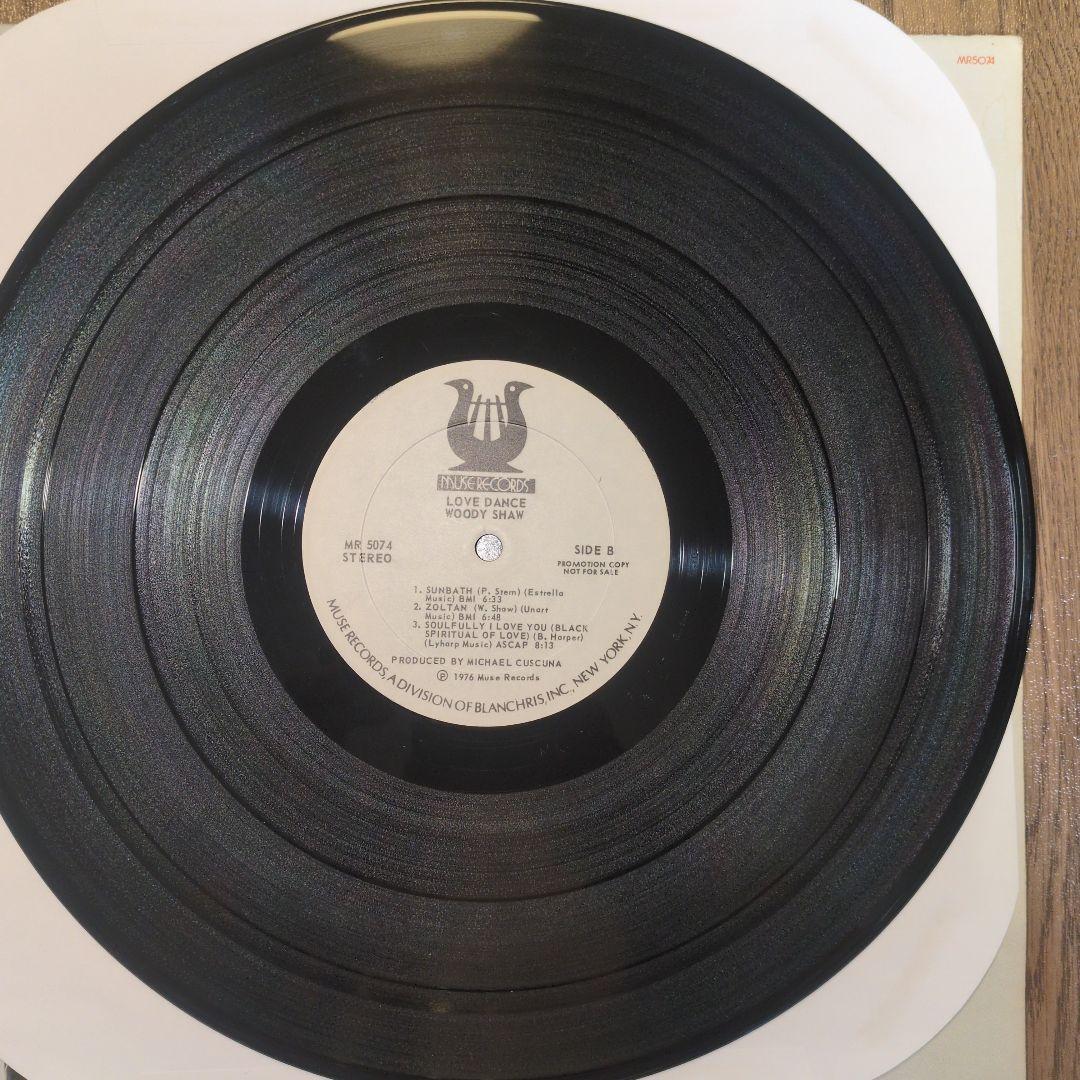 MR5074
MUSE RECORDS
LOVE DANCE
WOODY SHAW
MR 5074
STEREO
SIDE B
PROMOTION COPY
NOT FOR SALE
1. SUNBATH (P. Stern) (Estrella
Music) BMI 6:33
2. ZOLTAN (W. Shaw) (Unart
Music) BMI 6:48
3. SOULFULLY I LOVE YOU (BLACK
SPIRITUAL OF LOVE) (B. Harper)
(Lyharp Music) ASCAP 8:13
PRODUCED BY MICHAEL CUSCUNA
℗ 1976 Muse Records
MUSE RECORDS, A DIVISION OF BLANCHRIS, INC., NEW YORK, N.Y.